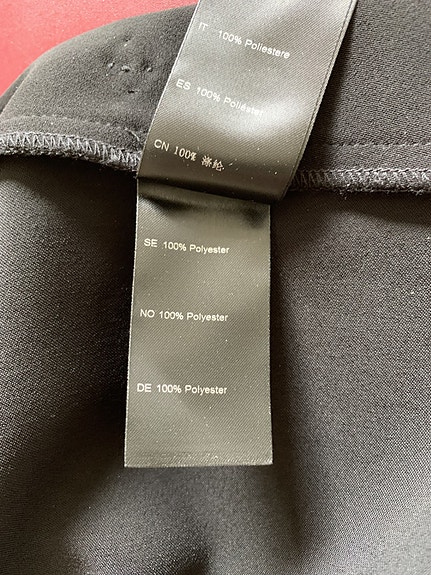 IT 100% Poliestere
ES 100% Poliéster
CN 100% 涤纶
SE 100% Polyester
NO 100% Polyester
DE 100% Polyester